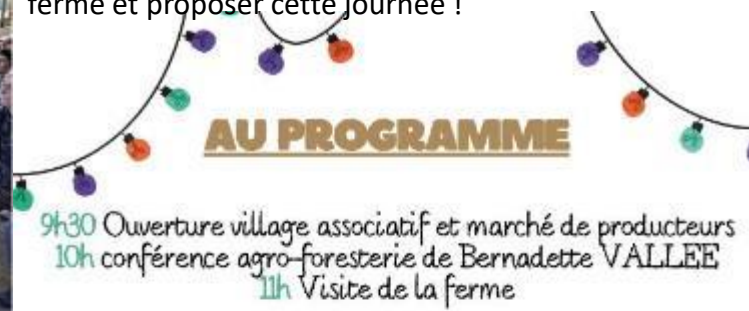 ferme et proposer cette journée !
AU PROGRAMME
9h30 Ouverture village associatif et marché de producteurs
10h conférence agro-foresterie de Bernadette VALLEE
11h Visite de la ferme